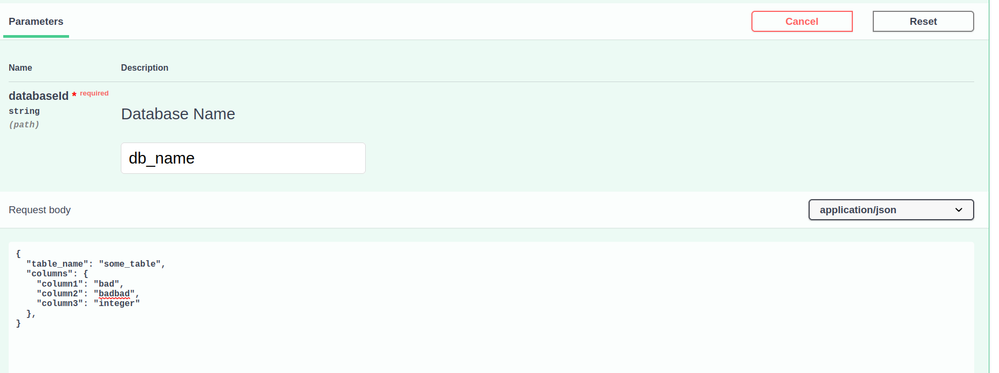 Parameters
Cancel
Reset
Name
Description
databaseId * required
string
(path)
Database Name
db_name
Request body
application/json
{
  "table_name": "some_table",
  "columns": {
    "column1": "bad",
    "column2": "badbad",
    "column3": "integer"
  },
}